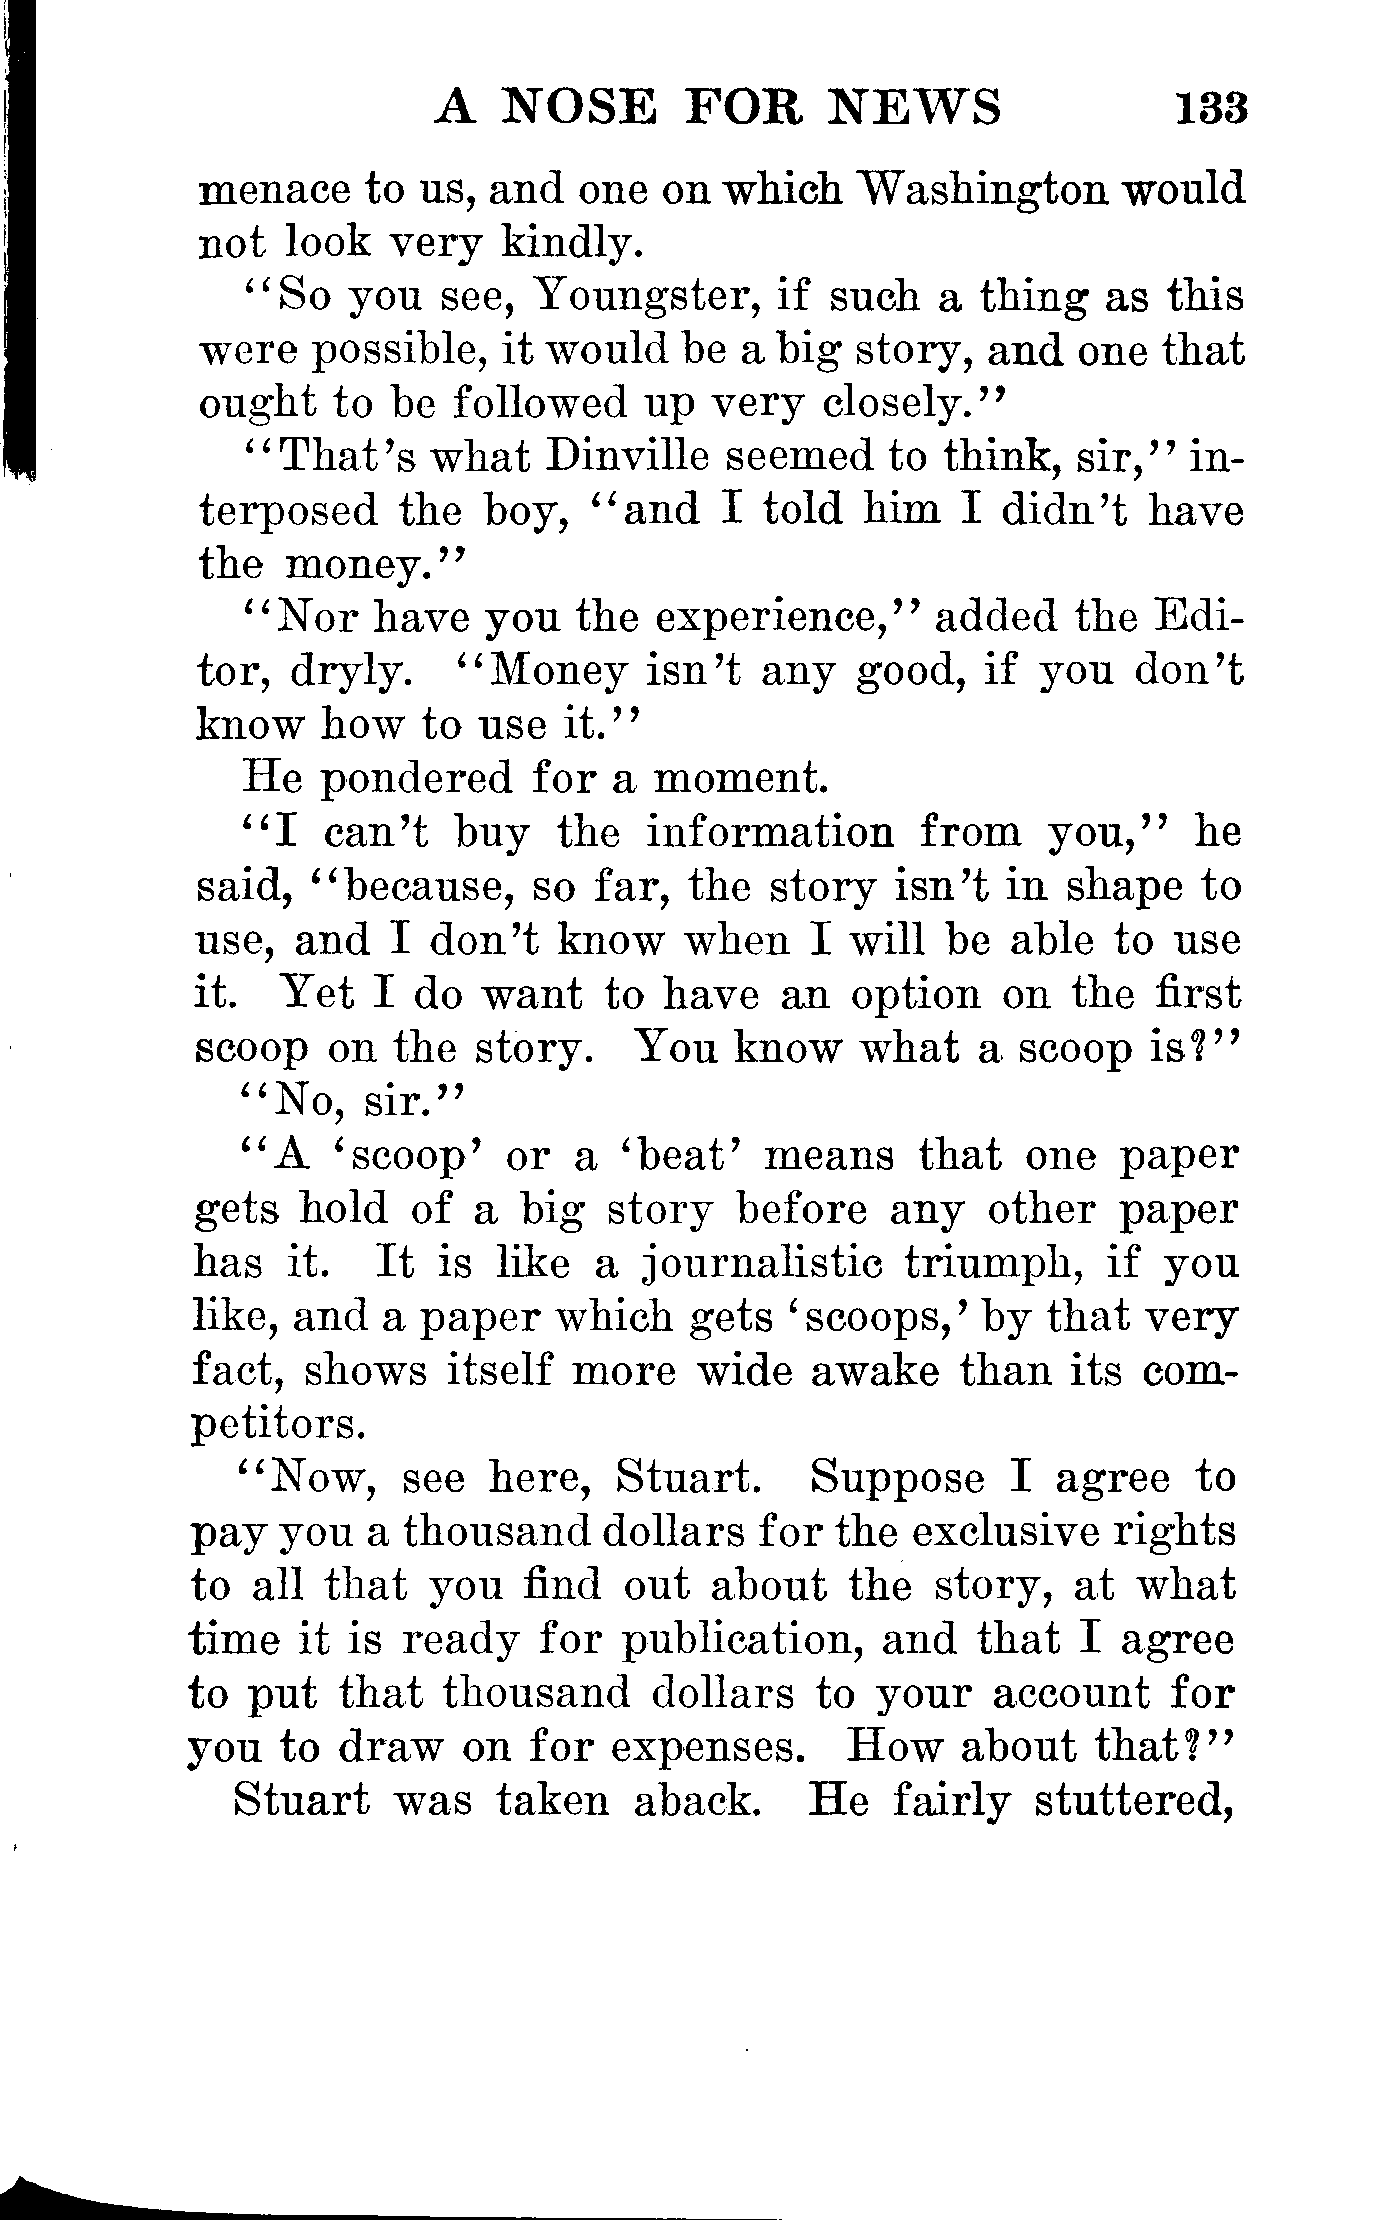 A NOSE FOR NEWS 133
menace to us, and one on which Washington would
not look very kindly.
"So you see, Youngster, if such a thing as this
were possible, it would be a big story, and one that
ought to be followed up very closely."
"That's what Dinville seemed to think, sir," in-
terposed the boy, "and I told him I didn't have
the money."
"Nor have you the experience," added the Edi-
tor, dryly. "Money isn't any good, if you don't
know how to use it."
He pondered for a moment.
"I can't buy the information from you," he
said, "because, so far, the story isn't in shape to
use, and I don't know when I will be able to use
it. Yet I do want to have an option on the first
scoop on the story. You know what a scoop is?"
"No, sir."
"A 'scoop' or a 'beat' means that one paper
gets hold of a big story before any other paper
has it. It is like a journalistic triumph, if you
like, and a paper which gets 'scoops,' by that very
fact, shows itself more wide awake than its com-
petitors.
"Now, see here, Stuart. Suppose I agree to
pay you a thousand dollars for the exclusive rights
to all that you find out about the story, at what
time it is ready for publication, and that I agree
to put that thousand dollars to your account for
you to draw on for expenses. How about that?"
Stuart was taken aback. He fairly stuttered,